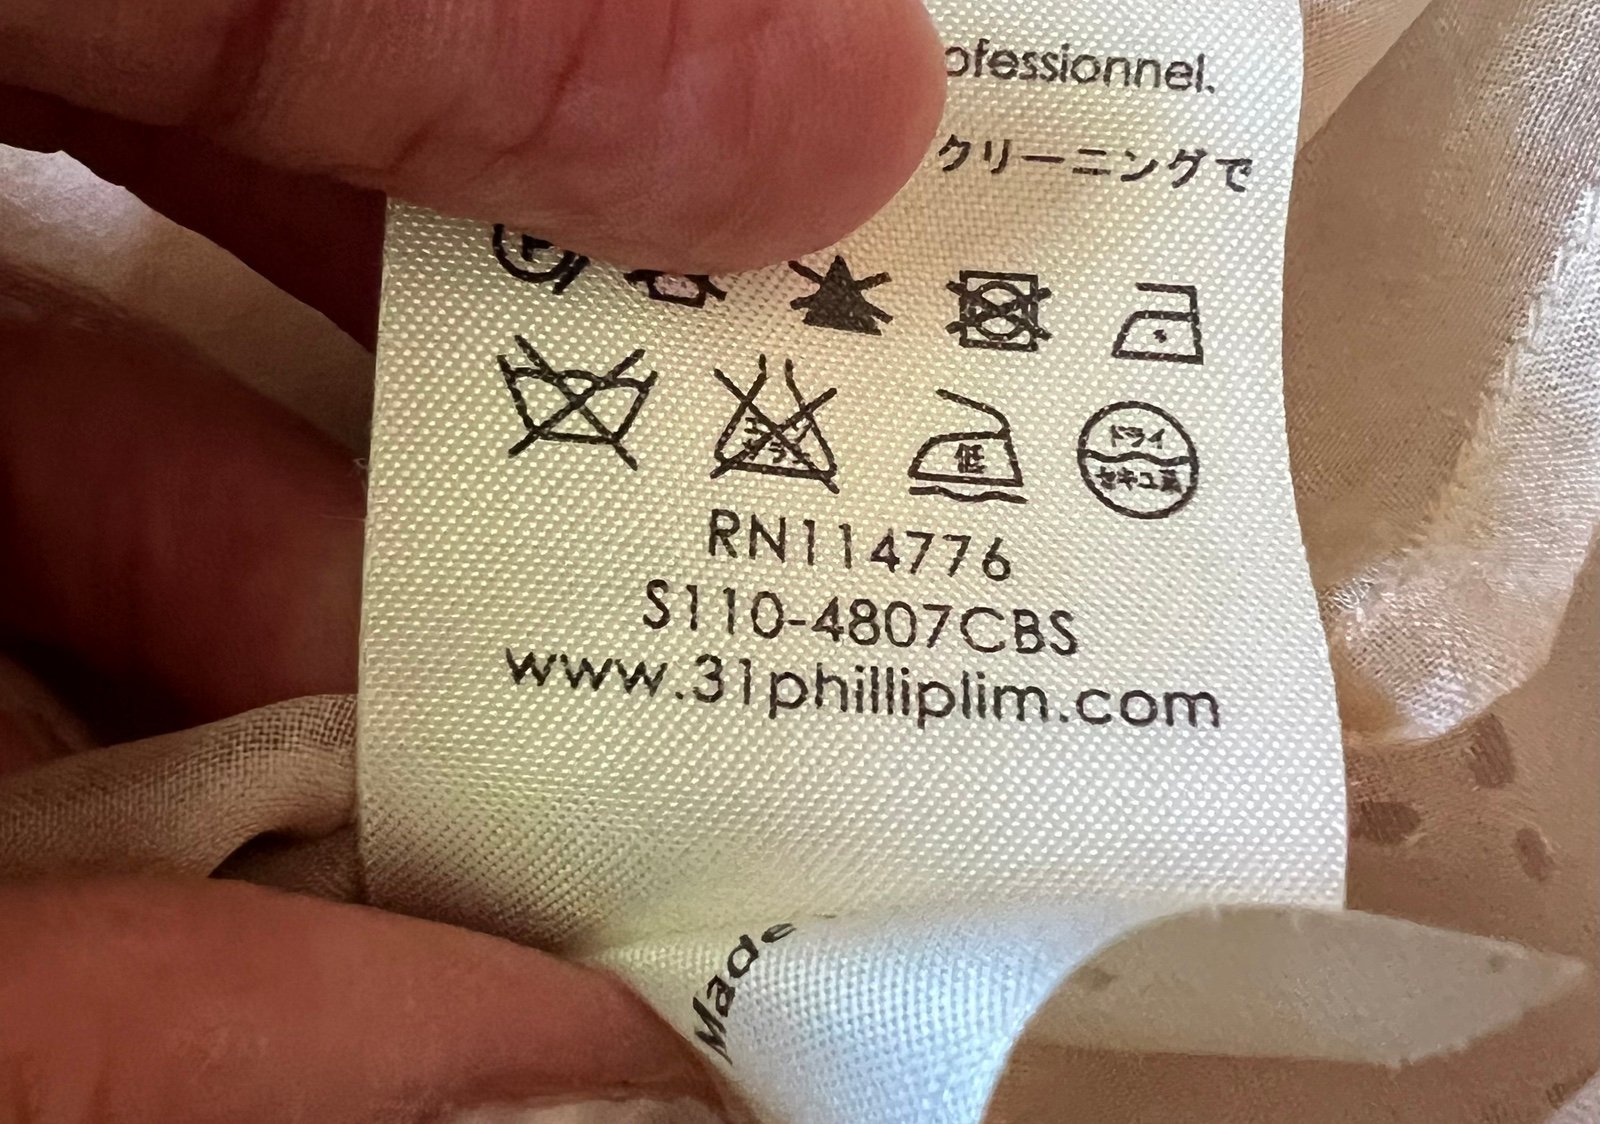 ofessionnel.
クリーニングで
P
低
ドライ
セキユ系
RN114776
S110-4807CBS
www.31philliplim.com
Made